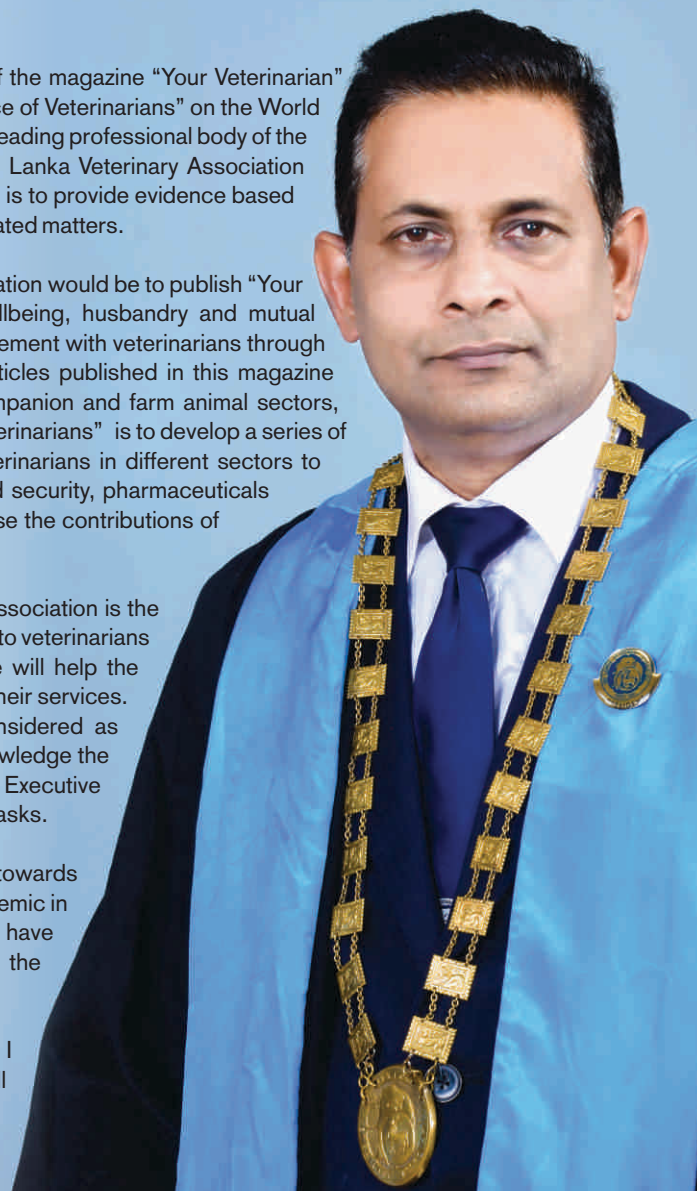 f the magazine “Your Veterinarian”
ce of Veterinarians” on the World
eading professional body of the
Lanka Veterinary Association
is to provide evidence based
ated matters.
ation would be to publish “Your
llbeing, husbandry and mutual
ement with veterinarians through
ticles published in this magazine
mpanion and farm animal sectors,
erinarians” is to develop a series of
erinarians in different sectors to
d security, pharmaceuticals
se the contributions of
ssociation is the
to veterinarians
e will help the
heir services.
nsidered as
wledge the
Executive
asks.
towards
emic in
have
the
I
l